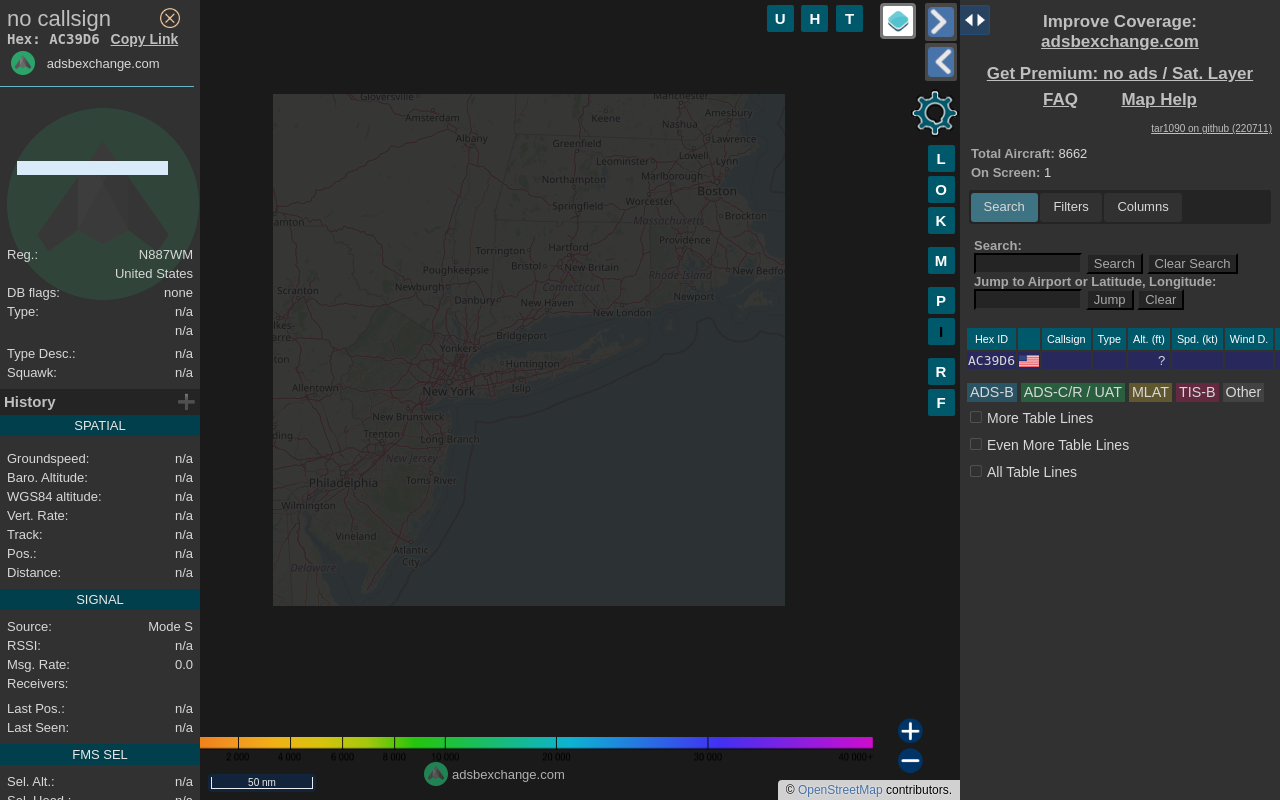 no callsign
Hex: AC39D6 Copy Link
adsbexchange.com
Reg.: N887WM
United States
DB flags: none
Type: n/a
n/a
Type Desc.: n/a
Squawk: n/a
History
SPATIAL
Groundspeed: n/a
Baro. Altitude: n/a
WGS84 altitude: n/a
Vert. Rate: n/a
Track: n/a
Pos.: n/a
Distance: n/a
SIGNAL
Source: Mode S
RSSI: n/a
Msg. Rate: 0.0
Receivers:
Last Pos.: n/a
Last Seen: n/a
FMS SEL
Sel. Alt.: n/a
Sel. Head.: n/a
U H T
L
O
K
M
P
I
R
F
Gloversville
Manchester
Amsterdam
Keene
Amesbury
Nashua
Albany
Greenfield
Lawrence
Leominster
Lowell
Lynn
Northampton
Marlborough
Boston
Springfield
Worcester
Massachusetts
Brockton
Providence
Torrington
Hartford
Bristol
New Britain
Poughkeepsie
Rhode Island
New Bedford
Scranton
Newburgh
Connecticut
Danbury
New Haven
Newport
New London
Bridgeport
Yonkers
Huntington
Allentown
New York
Islip
New Brunswick
Trenton
Long Branch
New Jersey
Philadelphia
Toms River
Wilmington
Vineland
Atlantic
City
Delaware
2 000 4 000 6 000 8 000 10 000 20 000 30 000 40 000+
adsbexchange.com
50 nm
© OpenStreetMap contributors.
Improve Coverage:
adsbexchange.com
Get Premium: no ads / Sat. Layer
FAQ Map Help
tar1090 on github (220711)
Total Aircraft: 8662
On Screen: 1
Search Filters Columns
Search:
Search Clear Search
Jump to Airport or Latitude, Longitude:
Jump Clear
Hex ID Callsign Type Alt. (ft) Spd. (kt) Wind D.
AC39D6 ?
ADS-B ADS-C/R / UAT MLAT TIS-B Other
More Table Lines
Even More Table Lines
All Table Lines